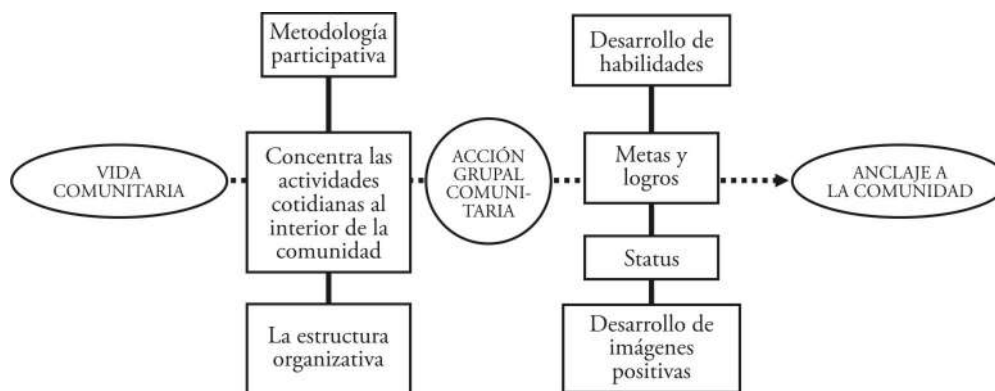 Metodología
participativa
Desarrollo de
habilidades
VIDA
COMUNITARIA
Concentra las
actividades
cotidianas al
interior de la
comunidad
ACCIÓN
GRUPAL
COMUNI-
TARIA
Metas y
logros
ANCLAJE A
LA COMUNIDAD
Status
La estructura
organizativa
Desarrollo de
imágenes
positivas